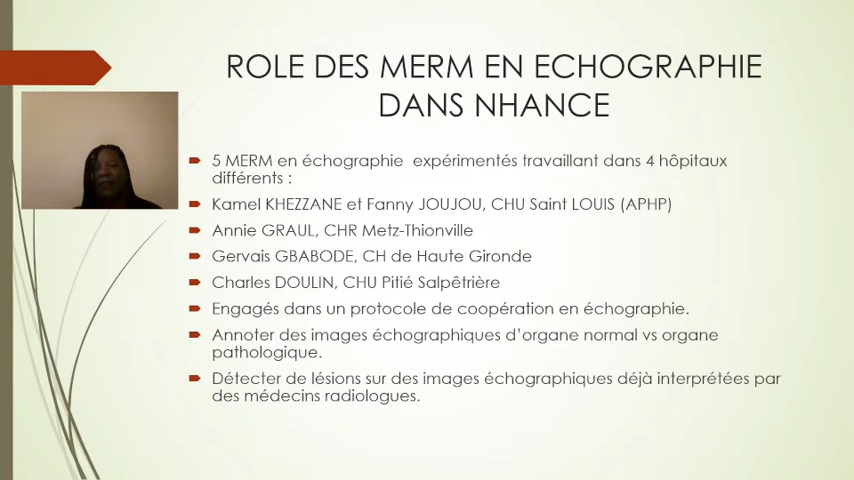 ROLE DES MERM EN ECHOGRAPHIE
DANS NHANCE
5 MERM en échographie expérimentés travaillant dans 4 hôpitaux
différents :
Kamel KHEZZANE et Fanny JOUJOU, CHU Saint LOUIS (APHP)
Annie GRAUL, CHR Metz-Thionville
Gervais GBABODE, CH de Haute Gironde
Charles DOULIN, CHU Pitié Salpêtrière
Engagés dans un protocole de coopération en échographie.
Annoter des images échographiques d’organe normal vs organe
pathologique.
Détecter de lésions sur des images échographiques déjà interprétées par
des médecins radiologues.